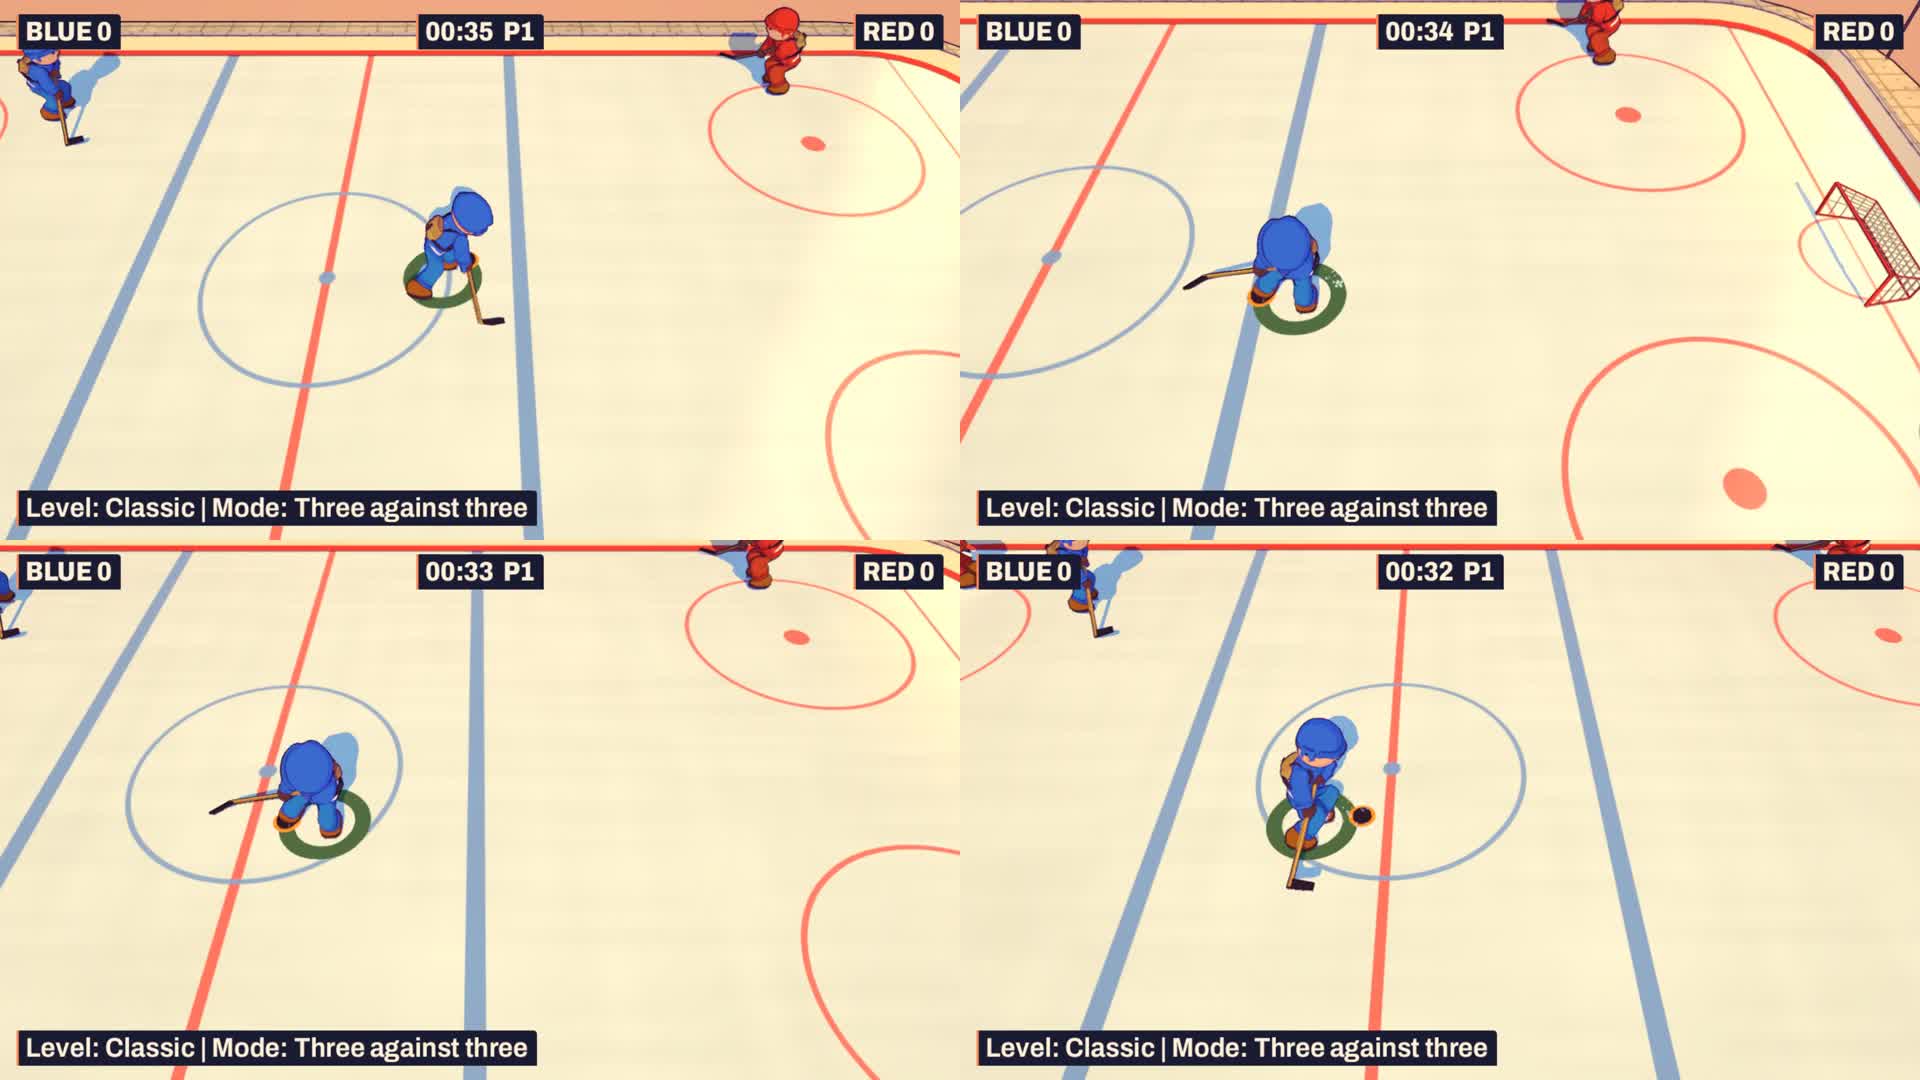 BLUE 0
00:35 P1
RED 0
Level: Classic | Mode: Three against three
BLUE 0
00:34 P1
RED 0
Level: Classic | Mode: Three against three
BLUE 0
00:33 P1
RED 0
Level: Classic | Mode: Three against three
BLUE 0
00:32 P1
RED 0
Level: Classic | Mode: Three against three